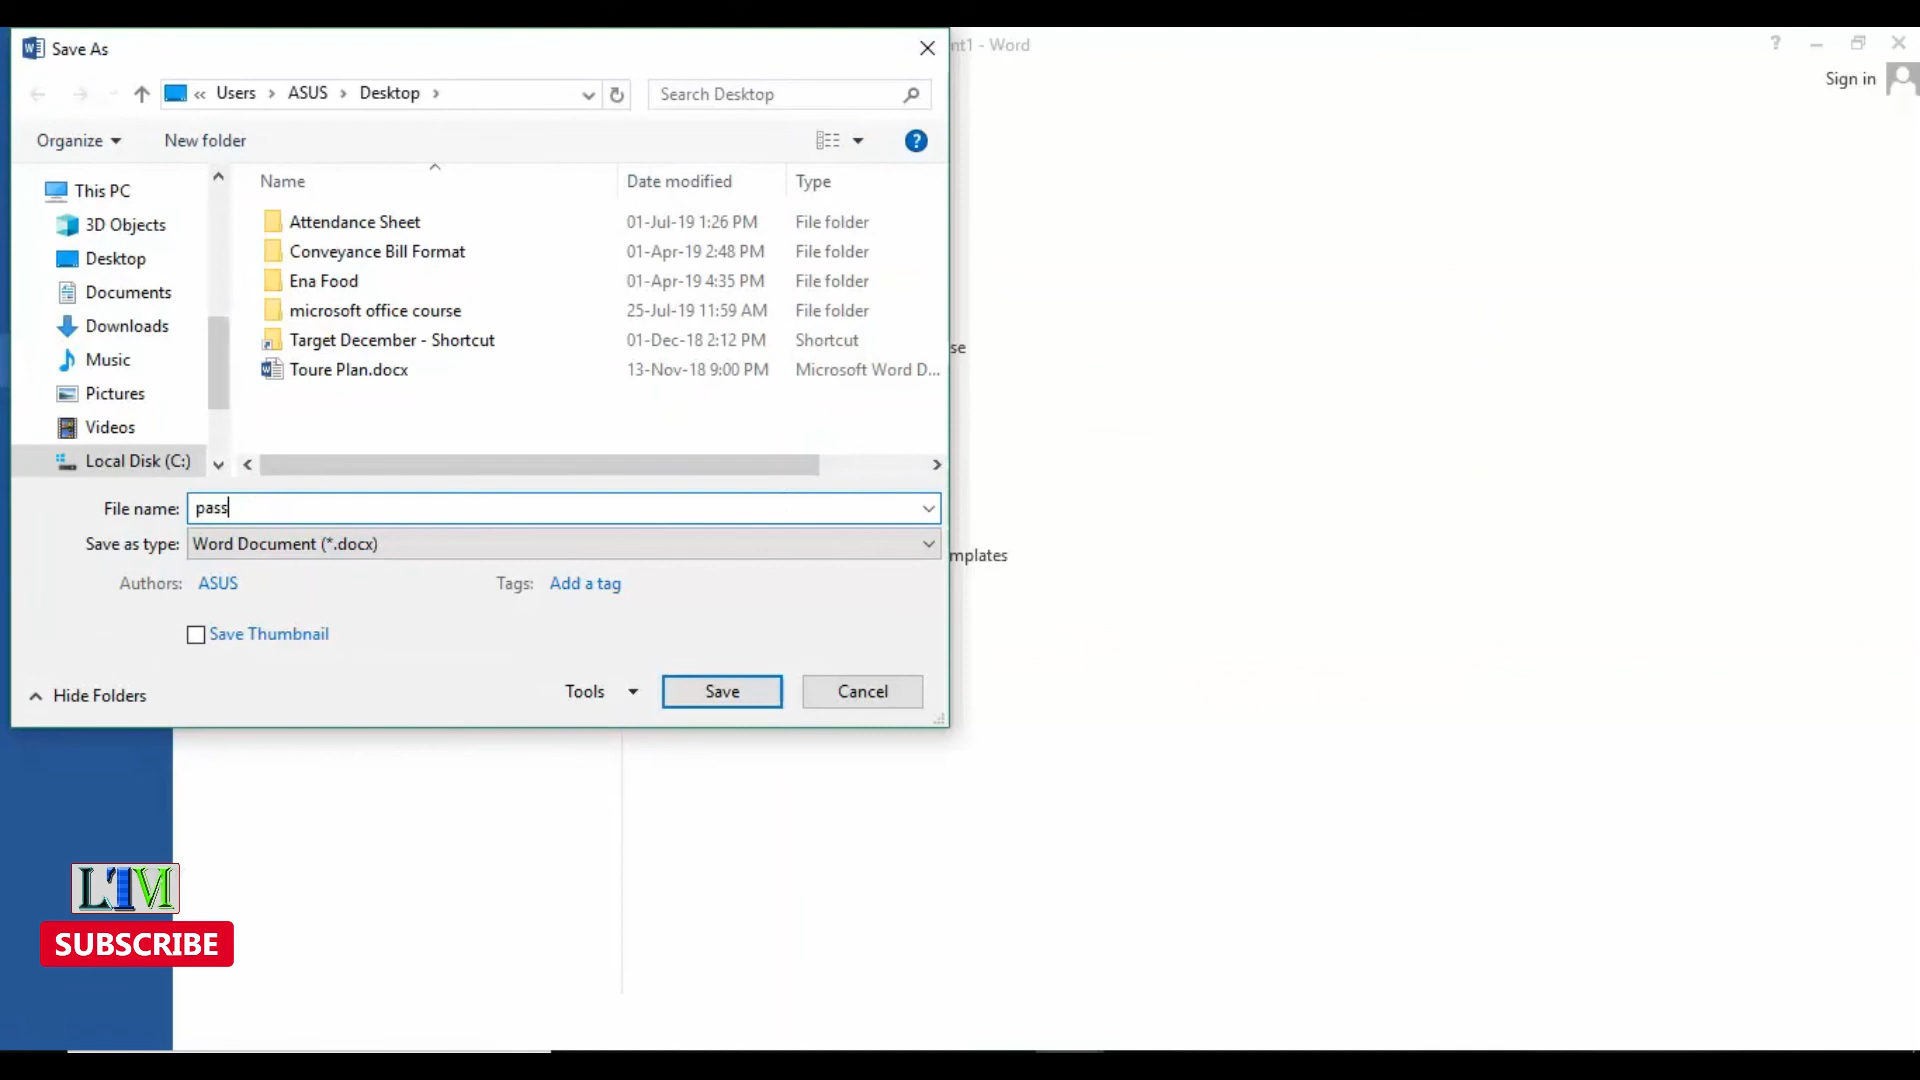 Save As
nt1 - Word
?
Sign in
« Users > ASUS > Desktop >
Search Desktop
Organize
New folder
?
Name
Date modified
Type
This PC
3D Objects
Desktop
Documents
Downloads
Music
Pictures
Videos
Local Disk (C:)
Attendance Sheet 01-Jul-19 1:26 PM File folder
Conveyance Bill Format 01-Apr-19 2:48 PM File folder
Ena Food 01-Apr-19 4:35 PM File folder
microsoft office course 25-Jul-19 11:59 AM File folder
Target December - Shortcut 01-Dec-18 2:12 PM Shortcut
Toure Plan.docx 13-Nov-18 9:00 PM Microsoft Word D...
se
File name: pass
Save as type: Word Document (*.docx)
mplates
Authors: ASUS
Tags: Add a tag
Save Thumbnail
Hide Folders
Tools
Save
Cancel
LTM
SUBSCRIBE